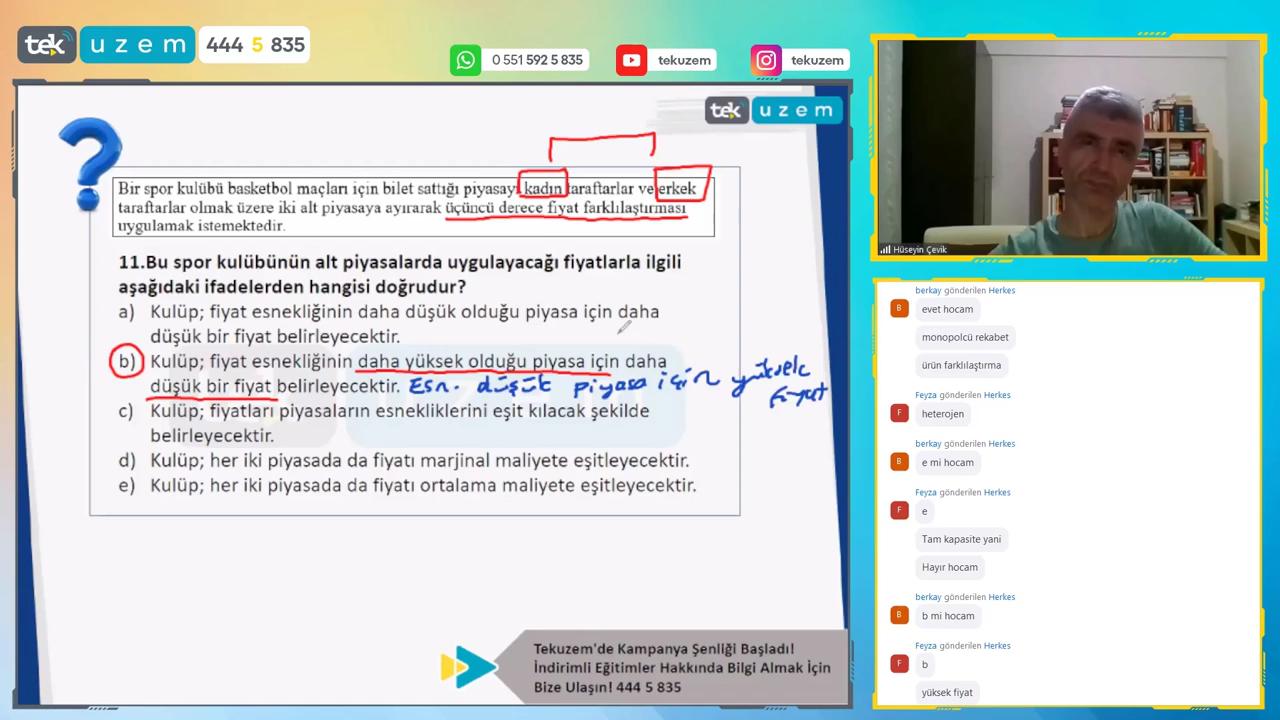 tek uzem 444 5 835
0 551 592 5 835
tekuzem
tekuzem
tek uzem
Bir spor kulübü basketbol maçları için bilet sattığı piyasayı kadın taraftarlar ve erkek
taraftarlar olmak üzere iki alt piyasaya ayırarak üçüncü derece fiyat farklılaştırması
uygulamak istemektedir.
11.Bu spor kulübünün alt piyasalarda uygulayacağı fiyatlarla ilgili
aşağıdaki ifadelerden hangisi doğrudur?
a) Kulüp; fiyat esnekliğinin daha düşük olduğu piyasa için daha
düşük bir fiyat belirleyecektir.
b) Kulüp; fiyat esnekliğinin daha yüksek olduğu piyasa için daha
düşük bir fiyat belirleyecektir.
Esn. düşük piyasa için yüksek
fiyat
c) Kulüp; fiyatları piyasaların esnekliklerini eşit kılacak şekilde
belirleyecektir.
d) Kulüp; her iki piyasada da fiyatı marjinal maliyete eşitleyecektir.
e) Kulüp; her iki piyasada da fiyatı ortalama maliyete eşitleyecektir.
Tekuzem'de Kampanya Şenliği Başladı!
İndirimli Eğitimler Hakkında Bilgi Almak İçin
Bize Ulaşın! 444 5 835
Hüseyin Çevik
berkay gönderilen Herkes
B
evet hocam
monopolcü rekabet
ürün farklılaştırma
Feyza gönderilen Herkes
F
heterojen
berkay gönderilen Herkes
B
e mi hocam
Feyza gönderilen Herkes
F
e
Tam kapasite yani
Hayır hocam
berkay gönderilen Herkes
B
b mi hocam
Feyza gönderilen Herkes
F
b
yüksek fiyat